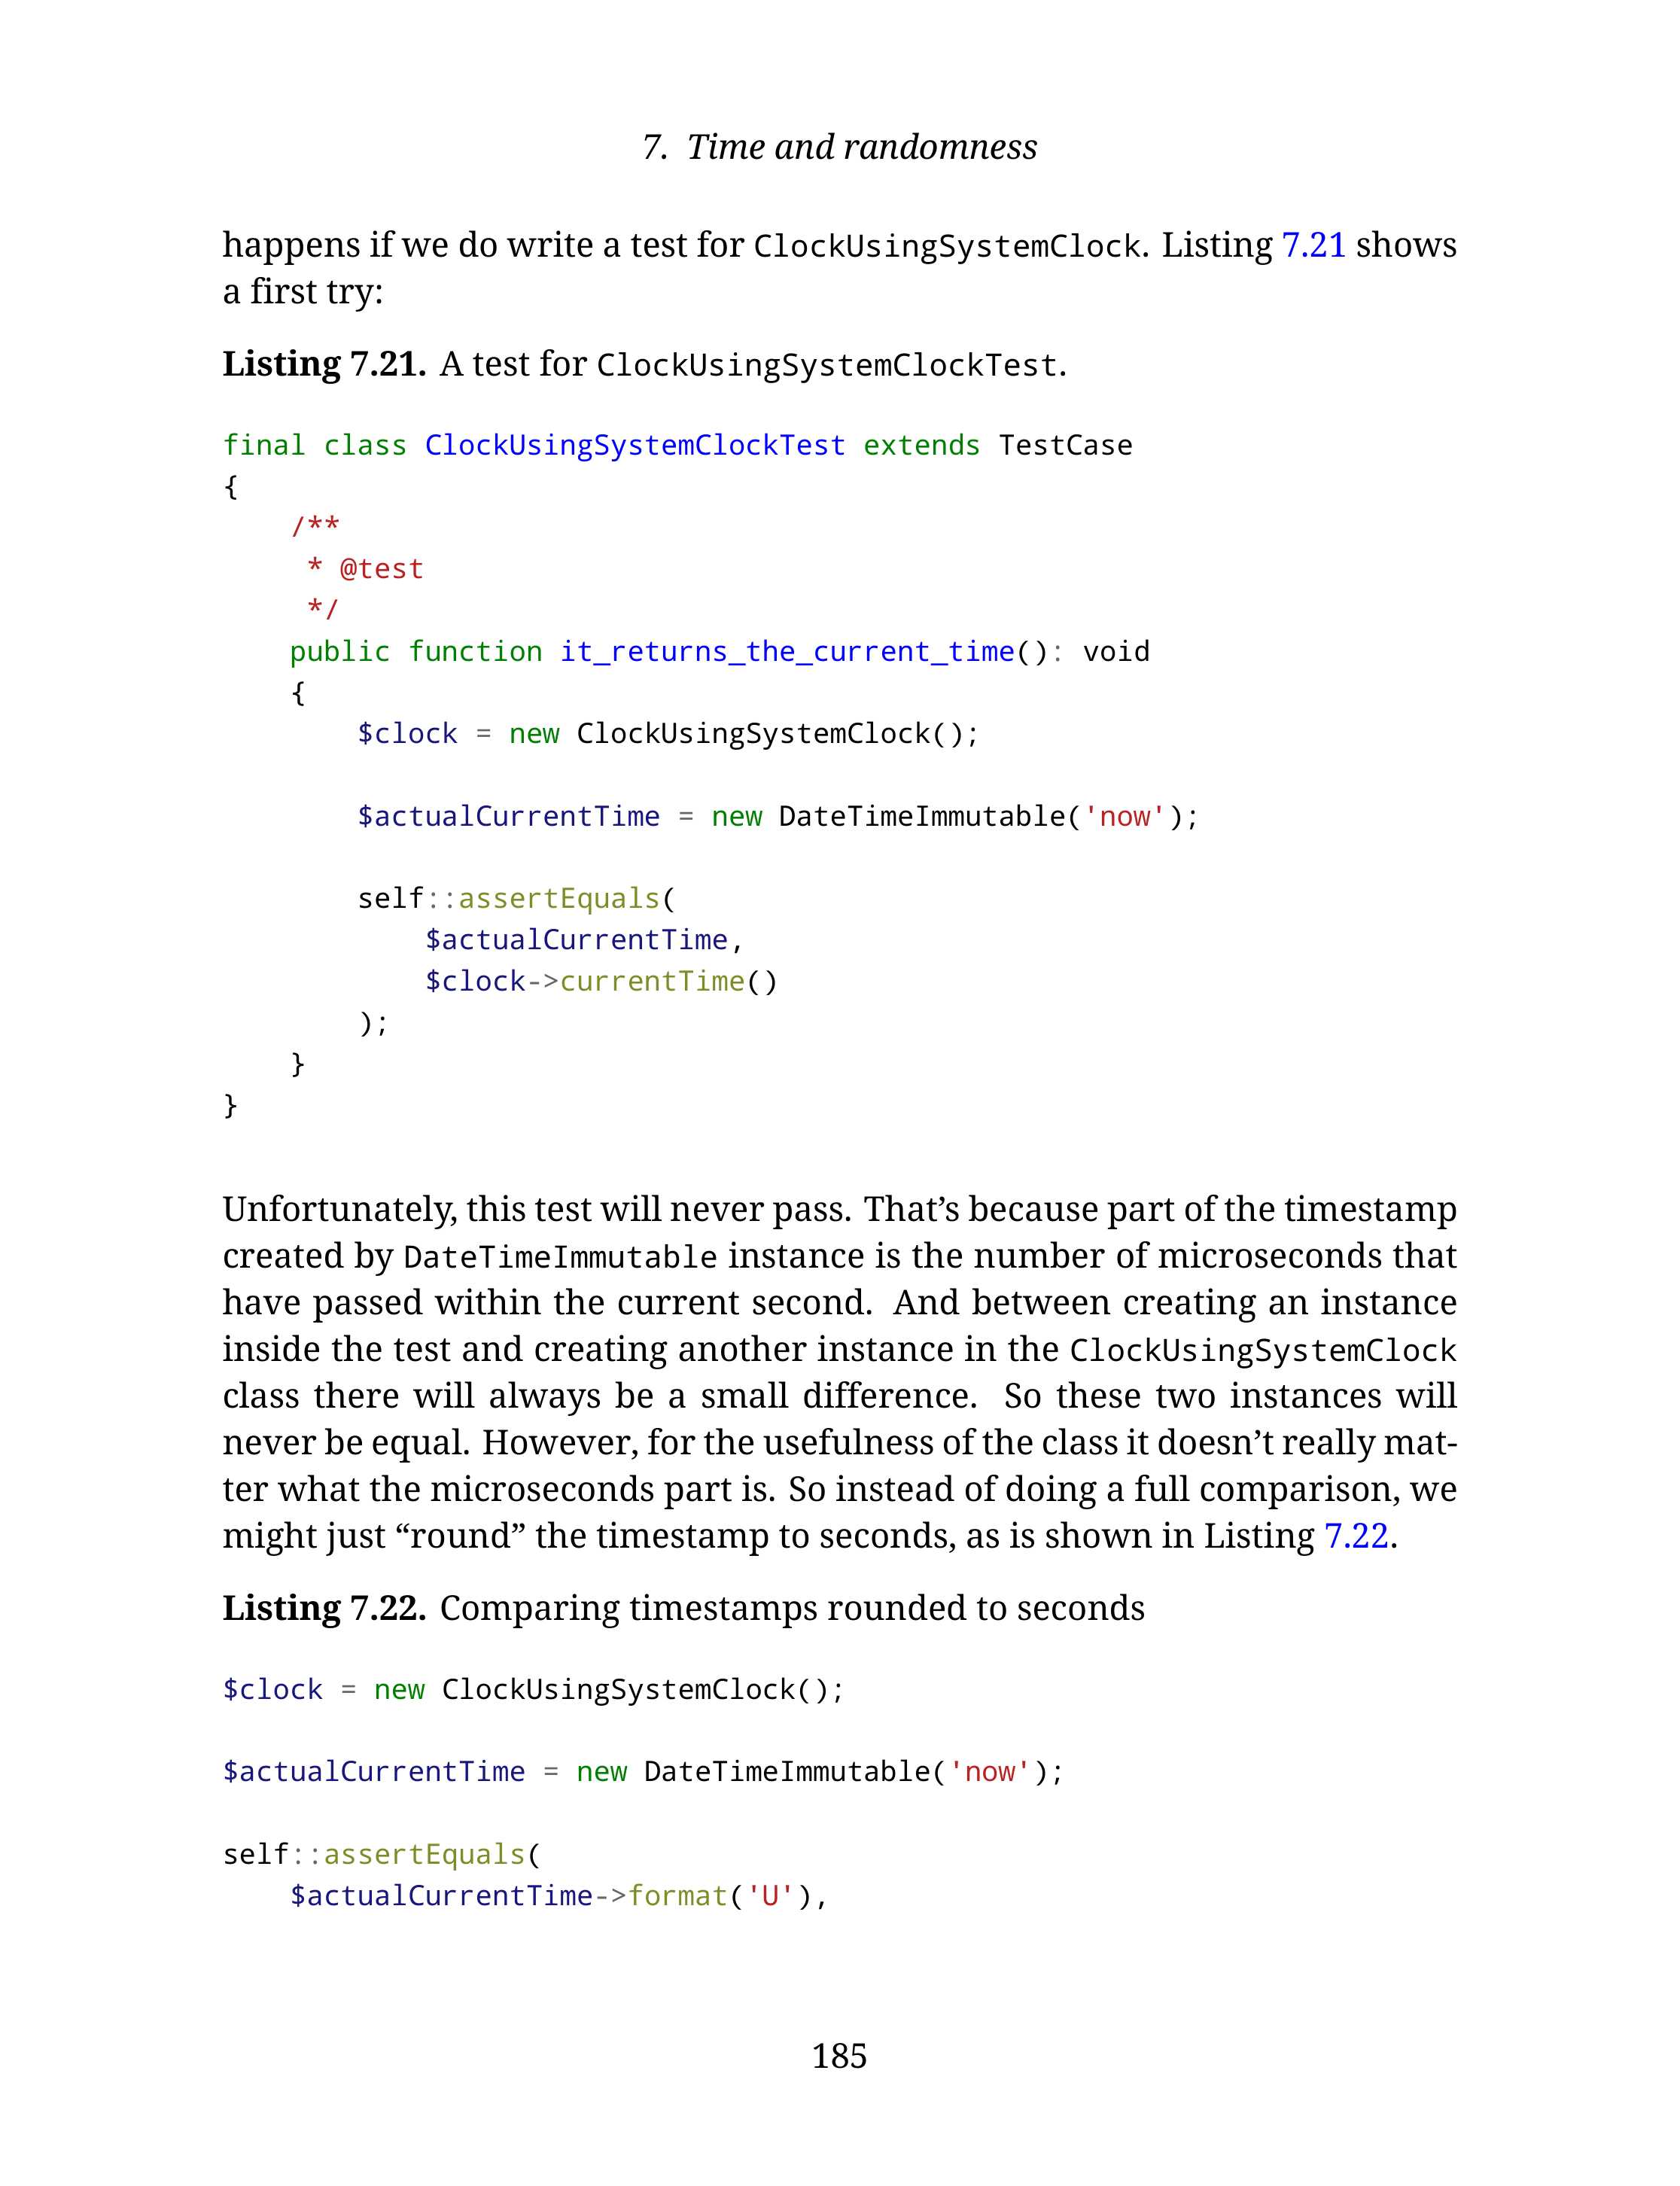 7. Time and randomness
happens if we do write a test for ClockUsingSystemClock. Listing 7.21 shows
a first try:
Listing 7.21. A test for ClockUsingSystemClockTest.
final class ClockUsingSystemClockTest extends TestCase
{
    /**
     * @test
     */
    public function it_returns_the_current_time(): void
    {
        $clock = new ClockUsingSystemClock();

        $actualCurrentTime = new DateTimeImmutable('now');

        self::assertEquals(
            $actualCurrentTime,
            $clock->currentTime()
        );
    }
}
Unfortunately, this test will never pass. That’s because part of the timestamp
created by DateTimeImmutable instance is the number of microseconds that
have passed within the current second. And between creating an instance
inside the test and creating another instance in the ClockUsingSystemClock
class there will always be a small difference. So these two instances will
never be equal. However, for the usefulness of the class it doesn’t really mat-
ter what the microseconds part is. So instead of doing a full comparison, we
might just “round” the timestamp to seconds, as is shown in Listing 7.22.
Listing 7.22. Comparing timestamps rounded to seconds
$clock = new ClockUsingSystemClock();

$actualCurrentTime = new DateTimeImmutable('now');

self::assertEquals(
    $actualCurrentTime->format('U'),
185